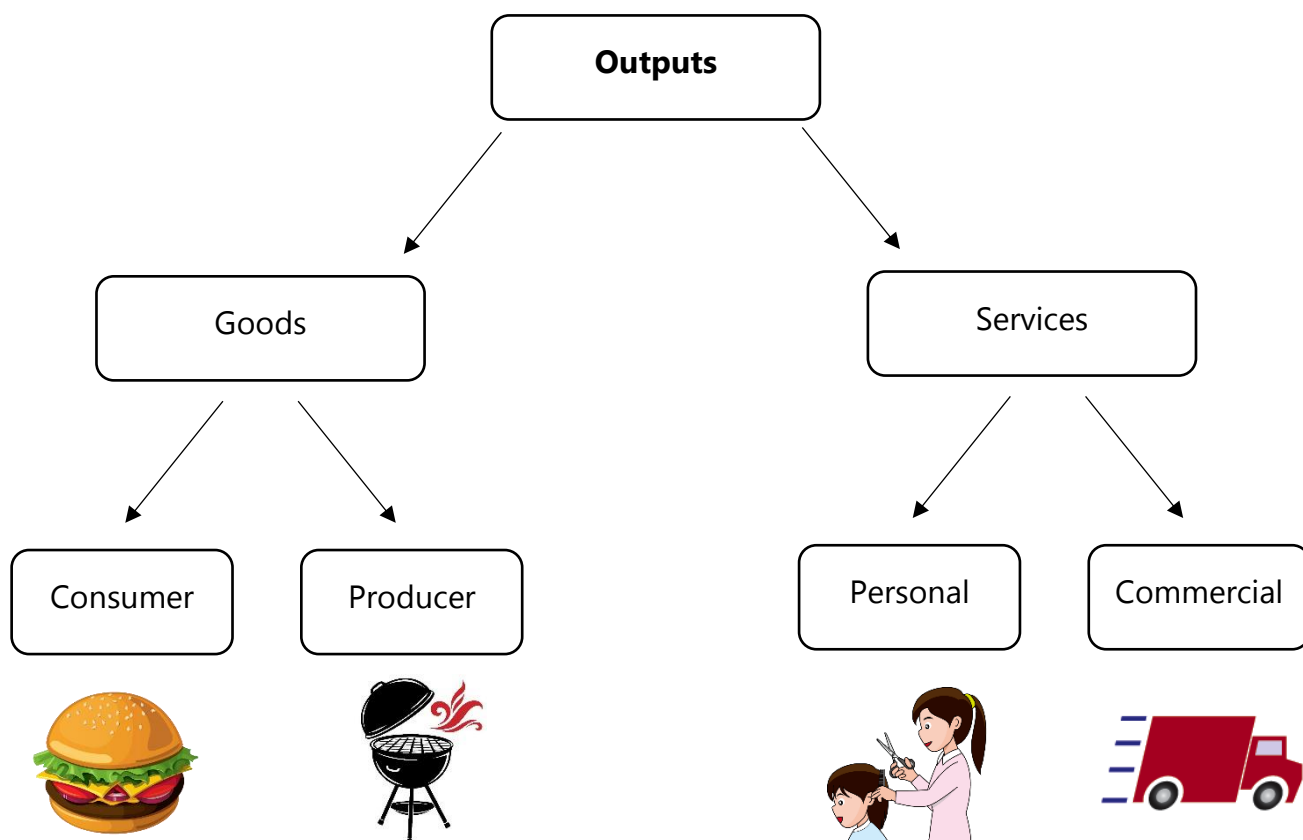 Outputs
Goods
Services
Consumer
Producer
Personal
Commercial